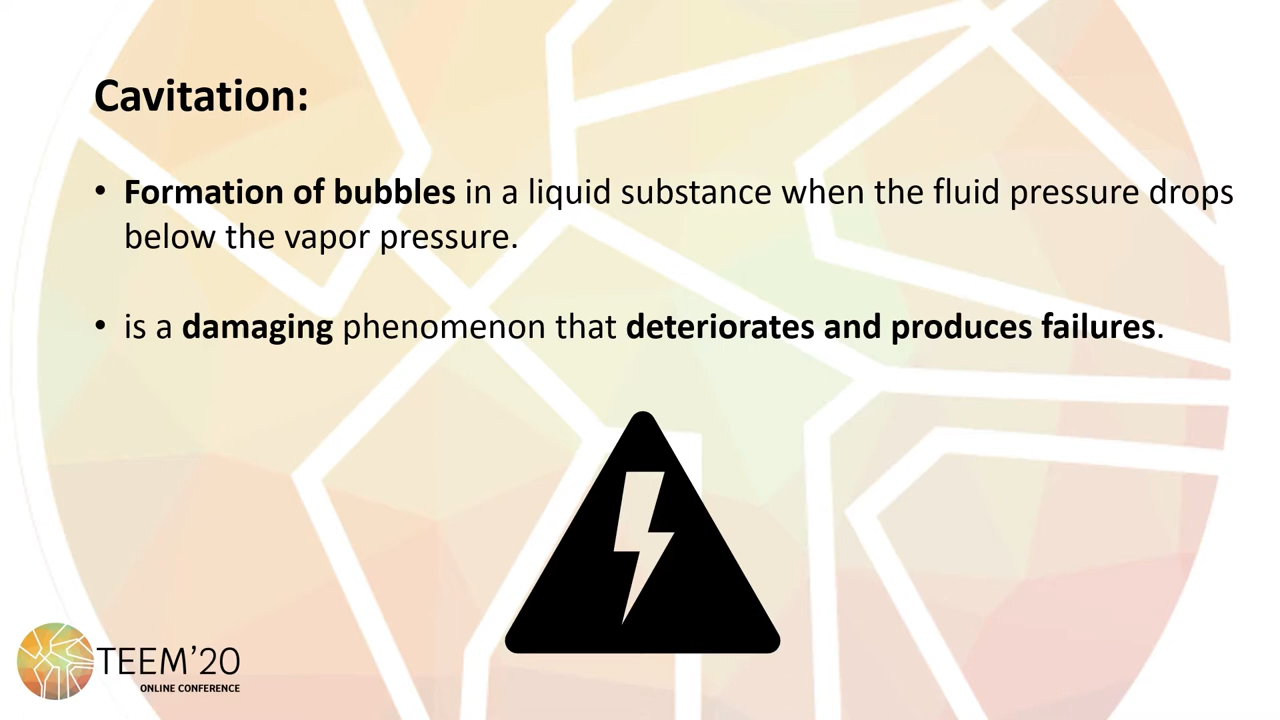 Cavitation:
• Formation of bubbles in a liquid substance when the fluid pressure drops
below the vapor pressure.
• is a damaging phenomenon that deteriorates and produces failures.
TEEM'20
ONLINE CONFERENCE